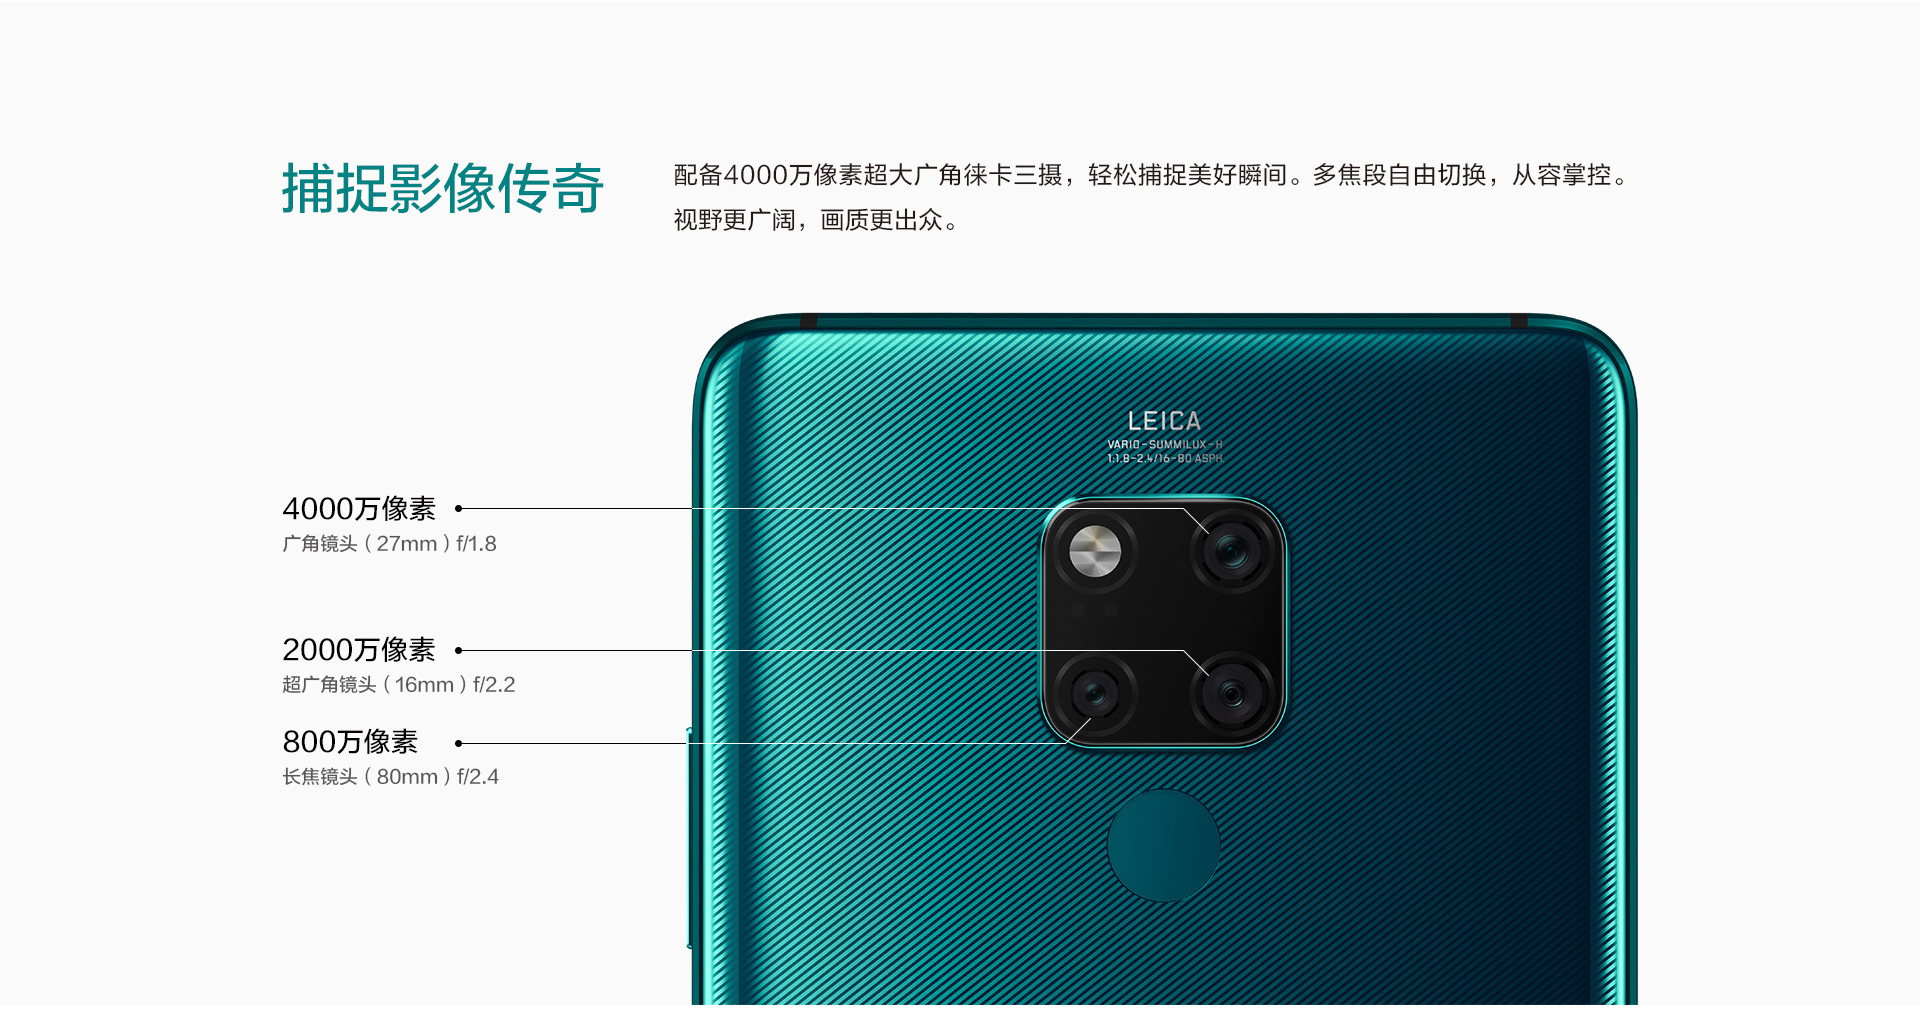 捕捉影像传奇
配备4000万像素超大广角徕卡三摄，轻松捕捉美好瞬间。多焦段自由切换，从容掌控。
视野更广阔，画质更出众。
LEICA
VARIO-SUMMILUX-H
1:1.8-2.4/16-80 ASPH.
4000万像素
广角镜头（27mm）f/1.8
2000万像素
超广角镜头（16mm）f/2.2
800万像素
长焦镜头（80mm）f/2.4